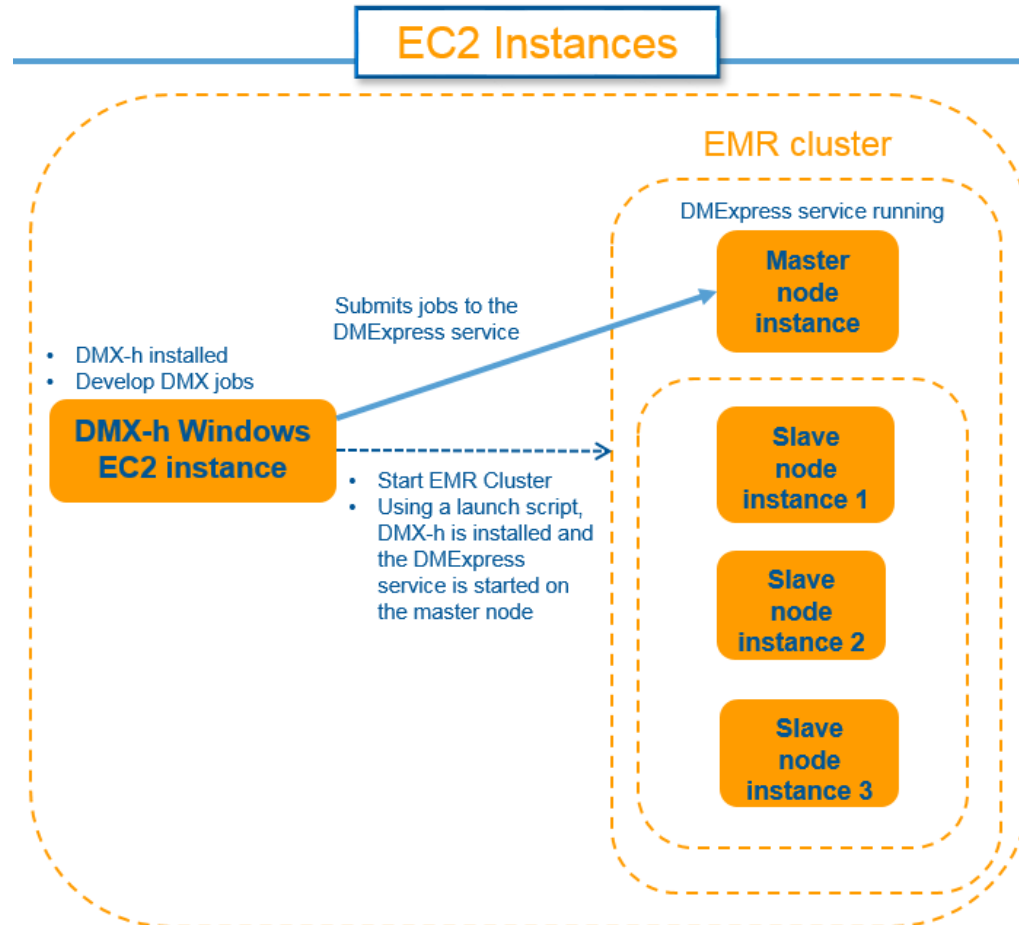 EC2 Instances
EMR cluster
DMExpress service running
Master
node
instance
Submits jobs to the
DMExpress service
• DMX-h installed
• Develop DMX jobs
DMX-h Windows
EC2 instance
• Start EMR Cluster
• Using a launch script,
DMX-h is installed and
the DMExpress
service is started on
the master node
Slave
node
instance 1
Slave
node
instance 2
Slave
node
instance 3